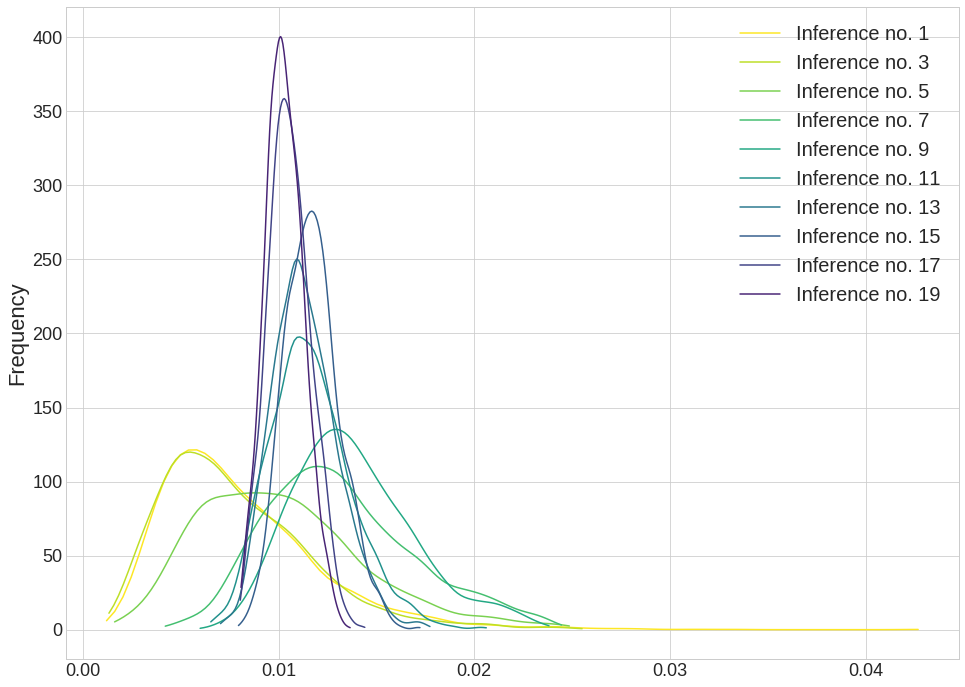 Frequency
400
350
300
250
200
150
100
50
0
0.00 0.01 0.02 0.03 0.04
Inference no. 1
Inference no. 3
Inference no. 5
Inference no. 7
Inference no. 9
Inference no. 11
Inference no. 13
Inference no. 15
Inference no. 17
Inference no. 19